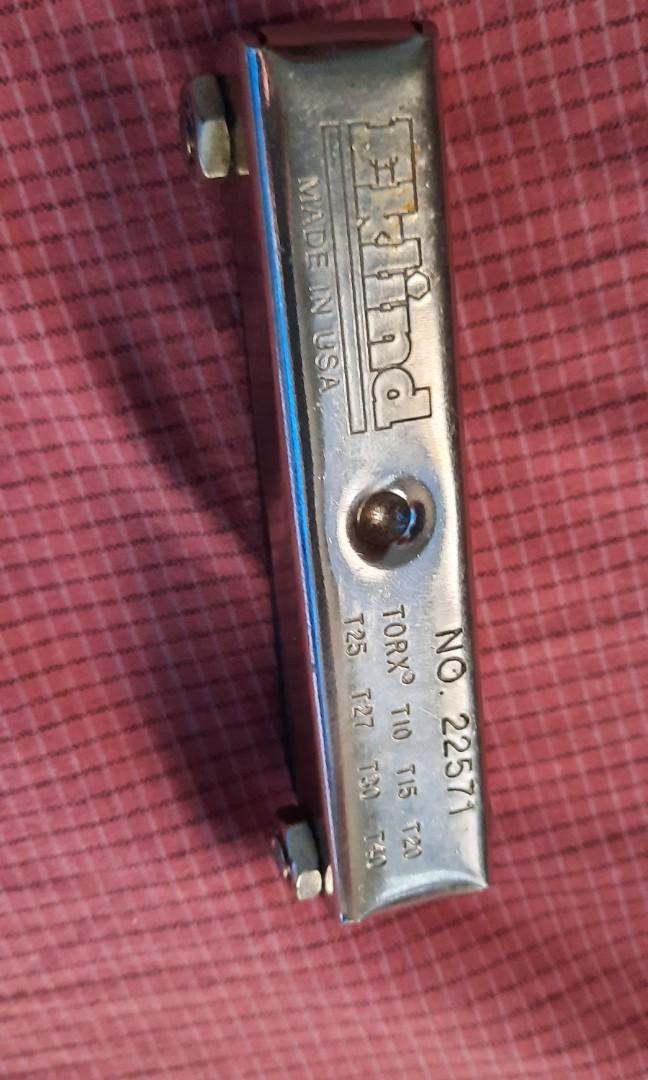 Eklind
MADE IN USA
NO. 22571
TORX® T10 T15 T20
T25 T27 T30 T40